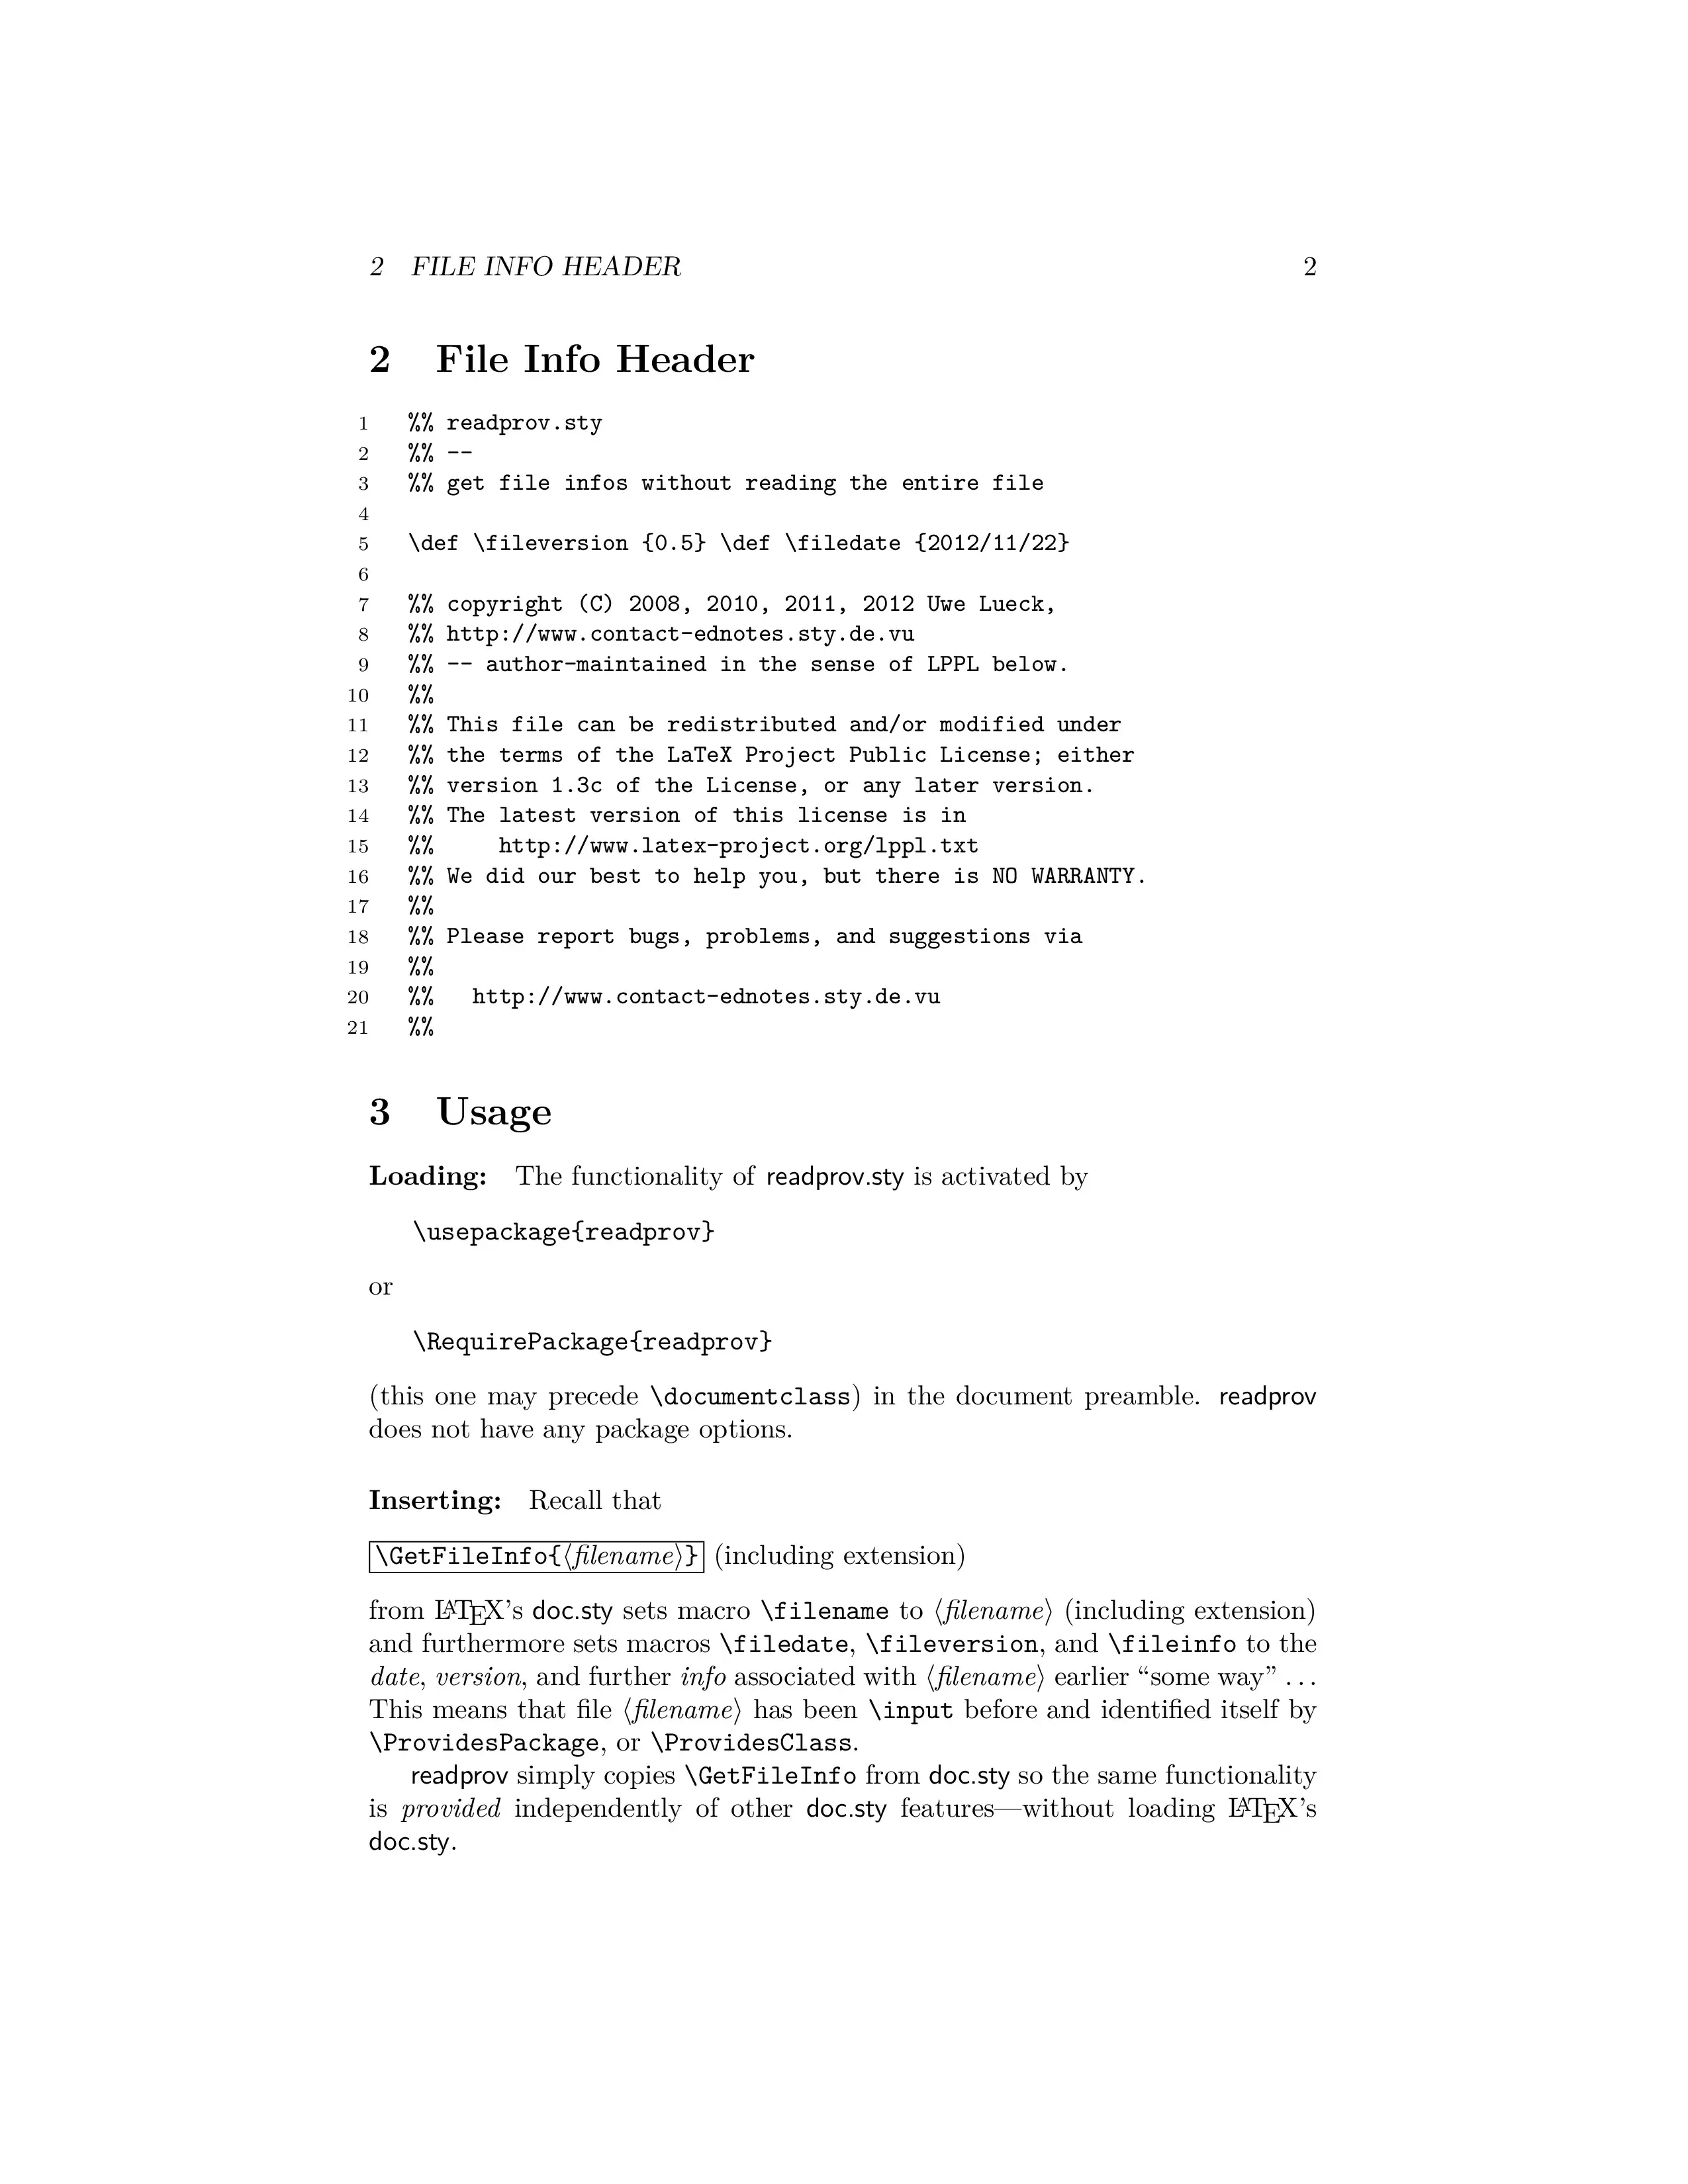 2 FILE INFO HEADER 2
2 File Info Header
1 %% readprov.sty
2 %% --
3 %% get file infos without reading the entire file
4
5 \def \fileversion {0.5} \def \filedate {2012/11/22}
6
7 %% copyright (C) 2008, 2010, 2011, 2012 Uwe Lueck,
8 %% http://www.contact-ednotes.sty.de.vu
9 %% -- author-maintained in the sense of LPPL below.
10 %%
11 %% This file can be redistributed and/or modified under
12 %% the terms of the LaTeX Project Public License; either
13 %% version 1.3c of the License, or any later version.
14 %% The latest version of this license is in
15 %%     http://www.latex-project.org/lppl.txt
16 %% We did our best to help you, but there is NO WARRANTY.
17 %%
18 %% Please report bugs, problems, and suggestions via
19 %%
20 %%   http://www.contact-ednotes.sty.de.vu
21 %%
3 Usage
Loading: The functionality of readprov.sty is activated by
\usepackage{readprov}
or
\RequirePackage{readprov}
(this one may precede \documentclass) in the document preamble. readprov
does not have any package options.
Inserting: Recall that
\GetFileInfo{⟨filename⟩} (including extension)
from LATEX’s doc.sty sets macro \filename to ⟨filename⟩ (including extension)
and furthermore sets macros \filedate, \fileversion, and \fileinfo to the
date, version, and further info associated with ⟨filename⟩ earlier “some way” . . .
This means that file ⟨filename⟩ has been \input before and identified itself by
\ProvidesPackage, or \ProvidesClass.
readprov simply copies \GetFileInfo from doc.sty so the same functionality
is provided independently of other doc.sty features—without loading LATEX’s
doc.sty.